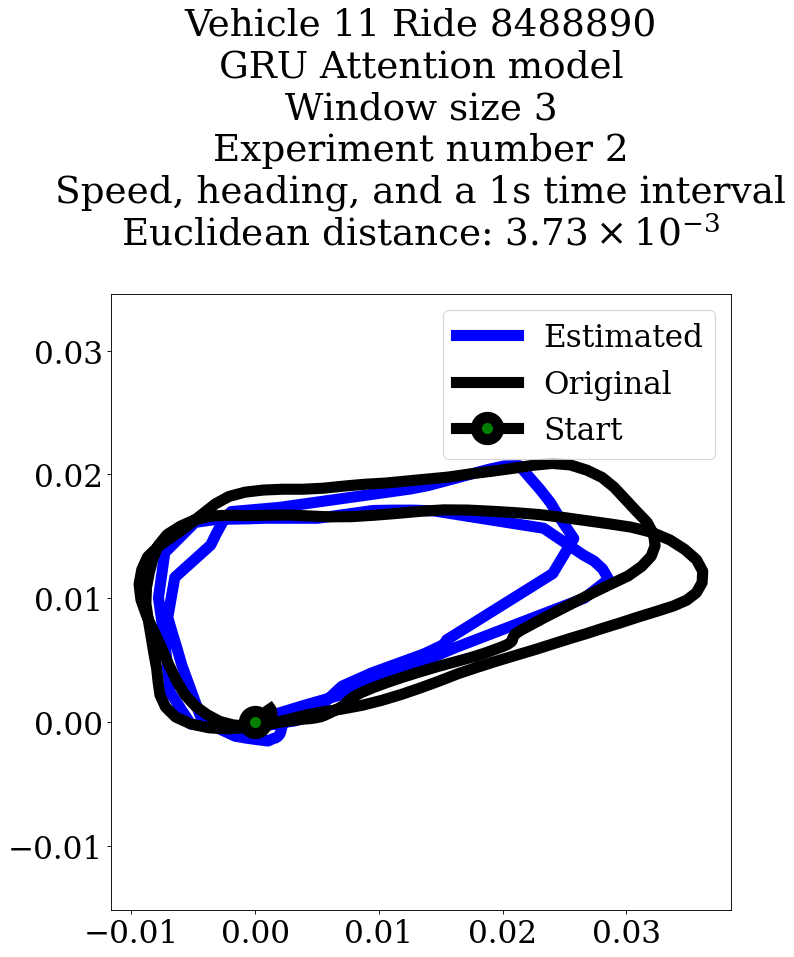 Vehicle 11 Ride 8488890
GRU Attention model
Window size 3
Experiment number 2
Speed, heading, and a 1s time interval
Euclidean distance: 3.73 × 10⁻³
Estimated
Original
Start
0.03
0.02
0.01
0.00
−0.01
−0.01 0.00 0.01 0.02 0.03